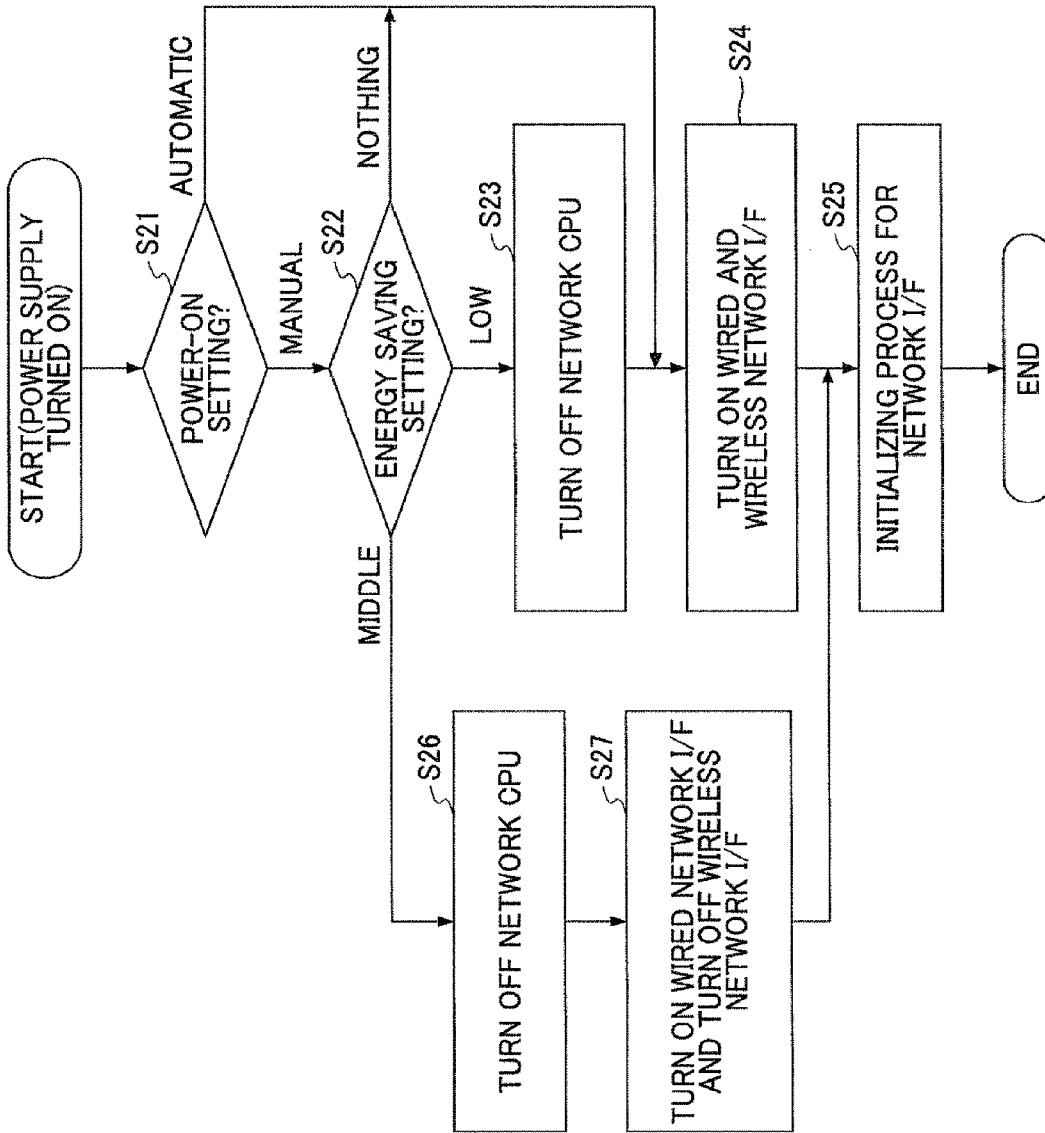 START(POWER SUPPLY
TURNED ON)
S21
POWER-ON
SETTING?
AUTOMATIC
MANUAL
S22
ENERGY SAVING
SETTING?
NOTHING
MIDDLE
LOW
S23
TURN OFF NETWORK CPU
S24
TURN ON WIRED AND
WIRELESS NETWORK I/F
S25
INITIALIZING PROCESS FOR
NETWORK I/F
END
S26
TURN OFF NETWORK CPU
S27
TURN ON WIRED NETWORK I/F
AND TURN OFF WIRELESS
NETWORK I/F